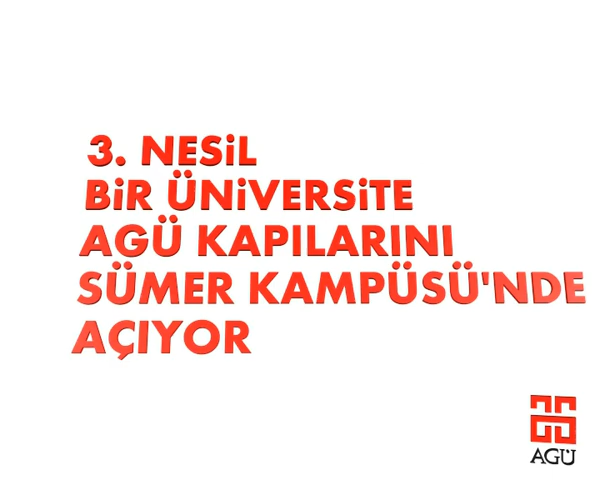 3. NESiL
BiR ÜNiVERSiTE
AGÜ KAPILARINI
SÜMER KAMPÜSÜ'NDE
AÇIYOR
AGÜ